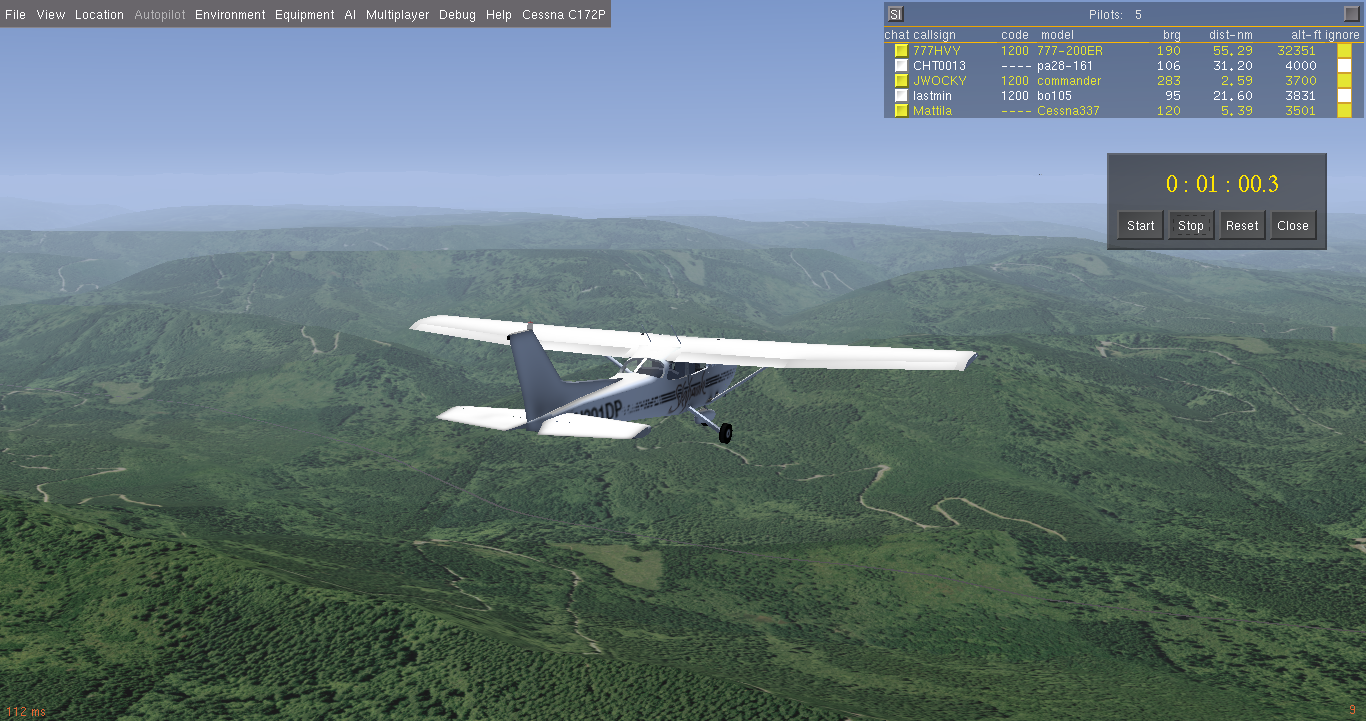 File View Location Autopilot Environment Equipment AI Multiplayer Debug Help Cessna C172P
SI Pilots: 5
chat callsign code model brg dist-nm alt-ft ignore
777HVY 1200 777-200ER 190 55.29 32351
CHT0013 ---- pa28-161 106 31.20 4000
JWOCKY 1200 commander 283 2.59 3700
lastmin 1200 bo105 95 21.60 3831
Mattila ---- Cessna337 120 5.39 3501
0 : 01 : 00.3
Start Stop Reset Close
301DP
112 ms
9